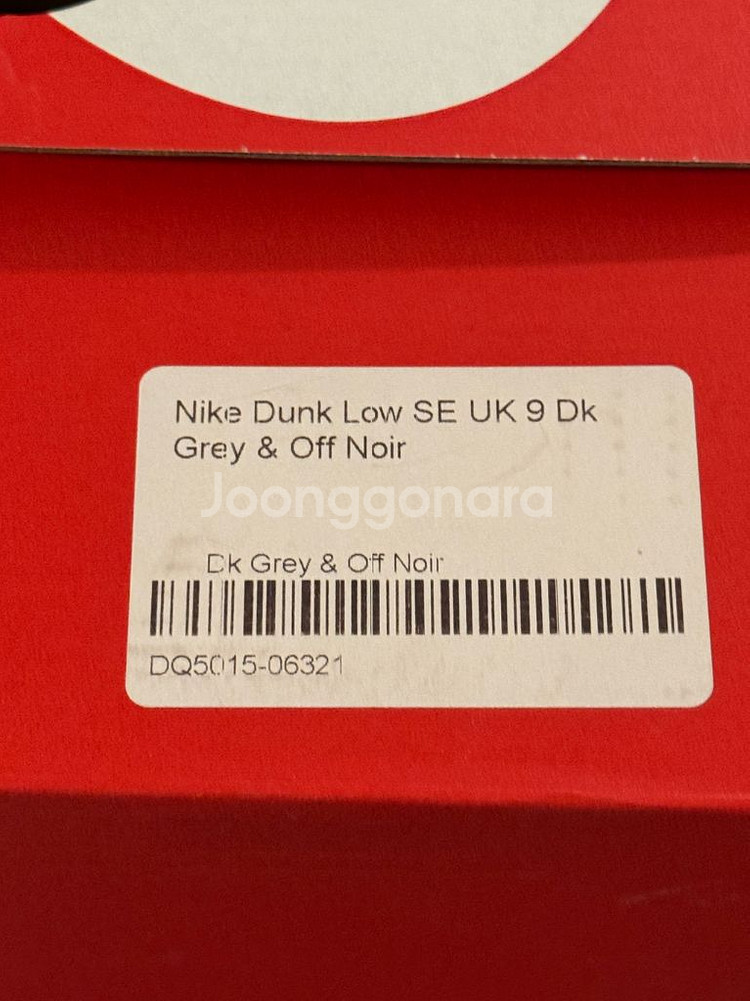 Nike Dunk Low SE UK 9 Dk
Grey & Off Noir
Joonggonara
Dk Grey & Off Noir
DQ5015-06321